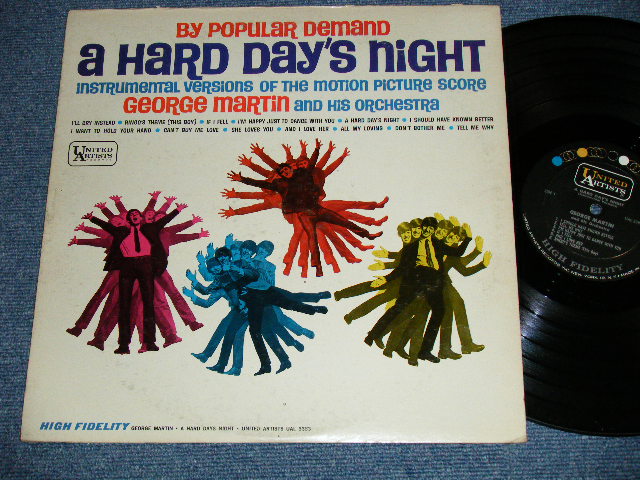 BY POPULAR DEMAND
A HARD DAY'S NIGHT
INSTRUMENTAL VERSIONS OF THE MOTION PICTURE SCORE
GEORGE MARTIN AND HIS ORCHESTRA
I'LL CRY INSTEAD • RINGO'S THEME (THIS BOY) • IF I FELL • I'M HAPPY JUST TO DANCE WITH YOU • A HARD DAY'S NIGHT • I SHOULD HAVE KNOWN BETTER
I WANT TO HOLD YOUR HAND • CAN'T BUY ME LOVE • SHE LOVES YOU • AND I LOVE HER • ALL MY LOVING • DON'T BOTHER ME • TELL ME WHY
UNITED ARTISTS
HIGH FIDELITY GEORGE MARTIN • A HARD DAYS NIGHT • UNITED ARTISTS UAL 3383
UNITED ARTISTS
GEORGE MARTIN
HIGH FIDELITY